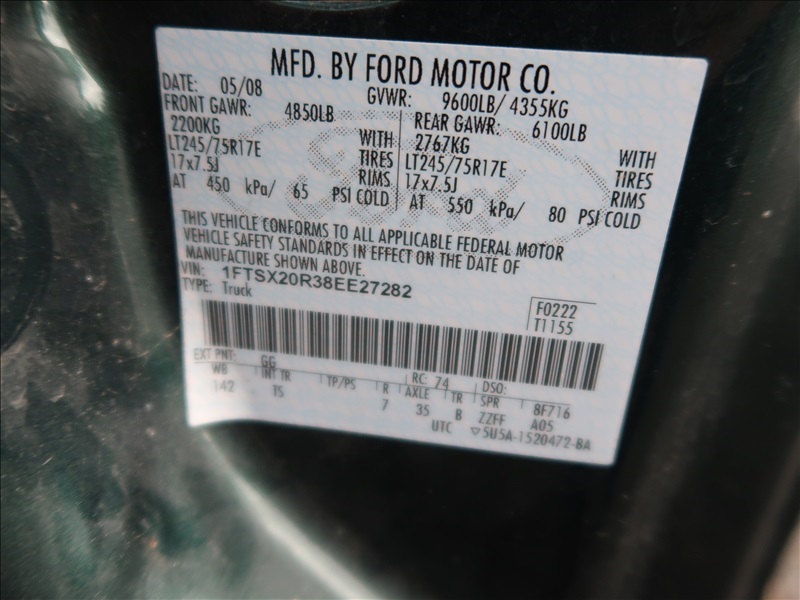 MFD. BY FORD MOTOR CO.
DATE: 05/08 GVWR: 9600LB/ 4355KG
FRONT GAWR: 4850LB REAR GAWR: 6100LB
2200KG WITH 2767KG WITH
LT245/75R17E TIRES LT245/75R17E TIRES
17x7.5J RIMS 17x7.5J RIMS
AT 450 kPa/ 65 PSI COLD AT 550 kPa/ 80 PSI COLD
THIS VEHICLE CONFORMS TO ALL APPLICABLE FEDERAL MOTOR
VEHICLE SAFETY STANDARDS IN EFFECT ON THE DATE OF
MANUFACTURE SHOWN ABOVE.
VIN: 1FTSX20R38EE27282
TYPE: Truck
F0222
T1155
EXT PNT: GG RC: 74 DSO:
WB INT TR TP/PS R AXLE TR SPR 8F716
142 TS 7 35 B ZZFF A05
UTC ▽5U5A-1520472-8A